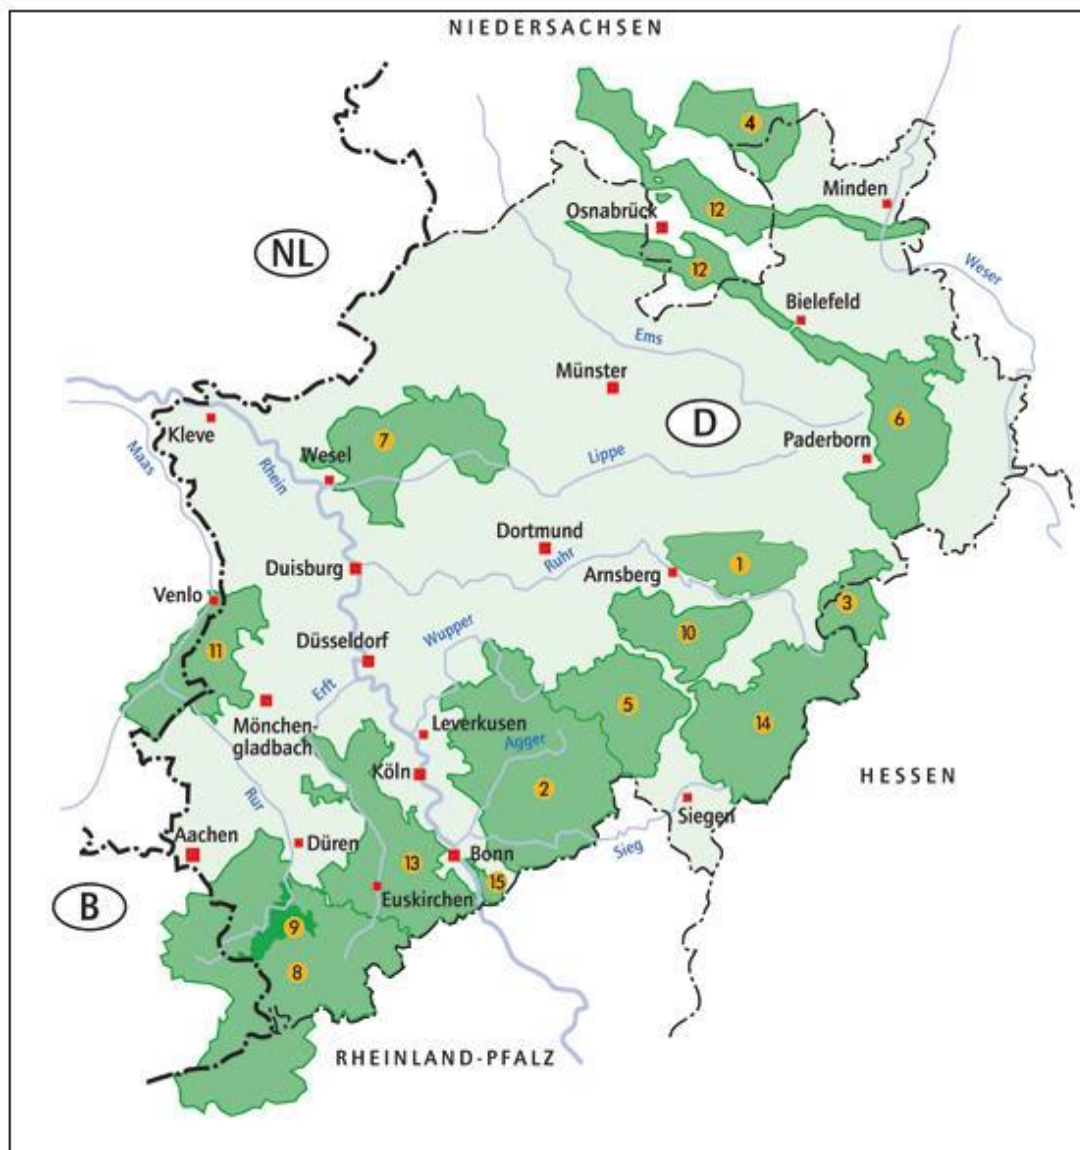 NIEDERSACHSEN
4
Minden
12
Osnabrück
NL
12
Weser
Bielefeld
Ems
Münster
D
6
Kleve
7
Paderborn
Maas
Rhein
Wesel
Lippe
Dortmund
Ruhr
Duisburg
Arnsberg
1
Venlo
3
10
Wupper
Düsseldorf
11
Erft
5
14
Mönchen-
gladbach
Leverkusen
Agger
Köln
2
HESSEN
Rur
Siegen
Aachen
Düren
Bonn
Sieg
13
15
Euskirchen
B
9
8
RHEINLAND-PFALZ